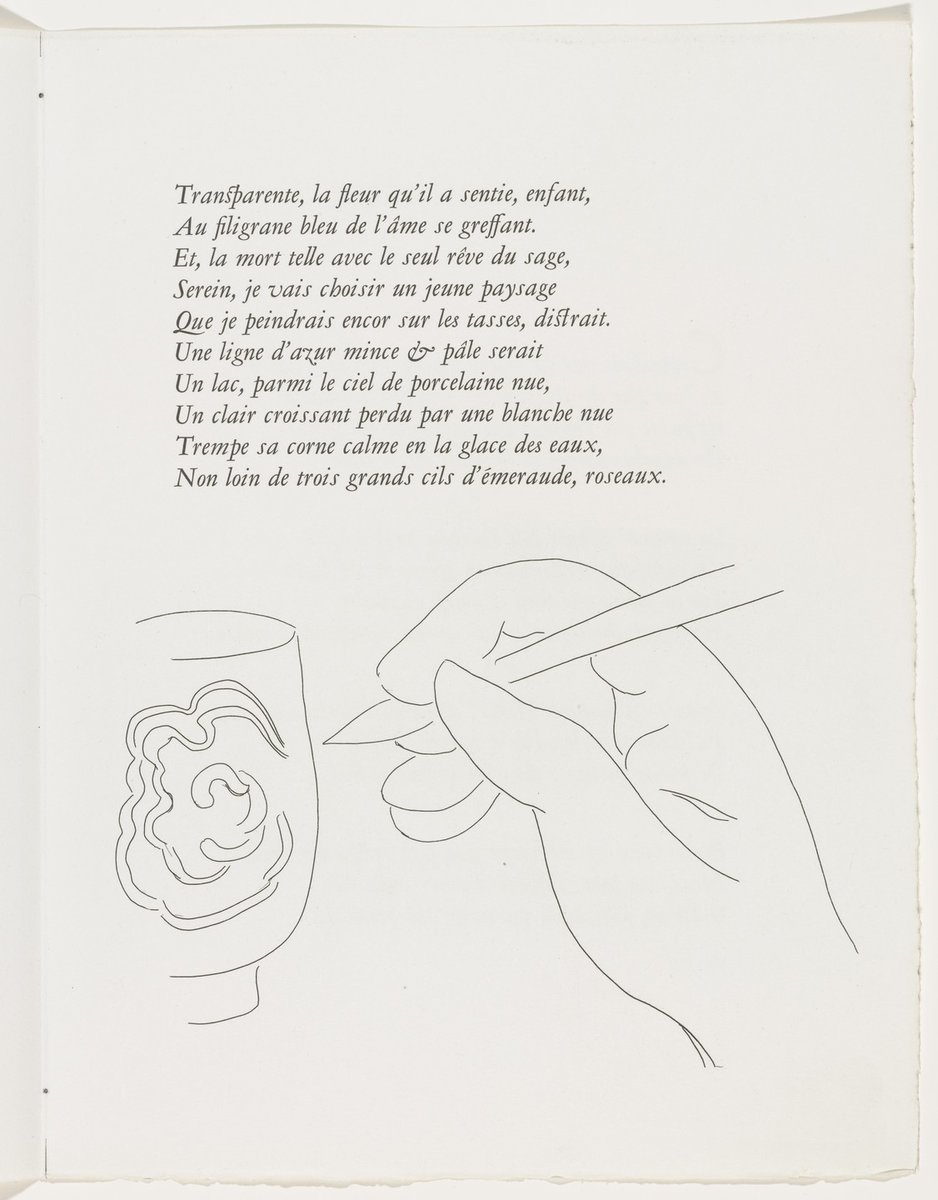 Transparente, la fleur qu'il a sentie, enfant,
Au filigrane bleu de l'âme se greffant.
Et, la mort telle avec le seul rêve du sage,
Serein, je vais choisir un jeune paysage
Que je peindrais encor sur les tasses, distrait.
Une ligne d'azur mince & pâle serait
Un lac, parmi le ciel de porcelaine nue,
Un clair croissant perdu par une blanche nue
Trempe sa corne calme en la glace des eaux,
Non loin de trois grands cils d'émeraude, roseaux.